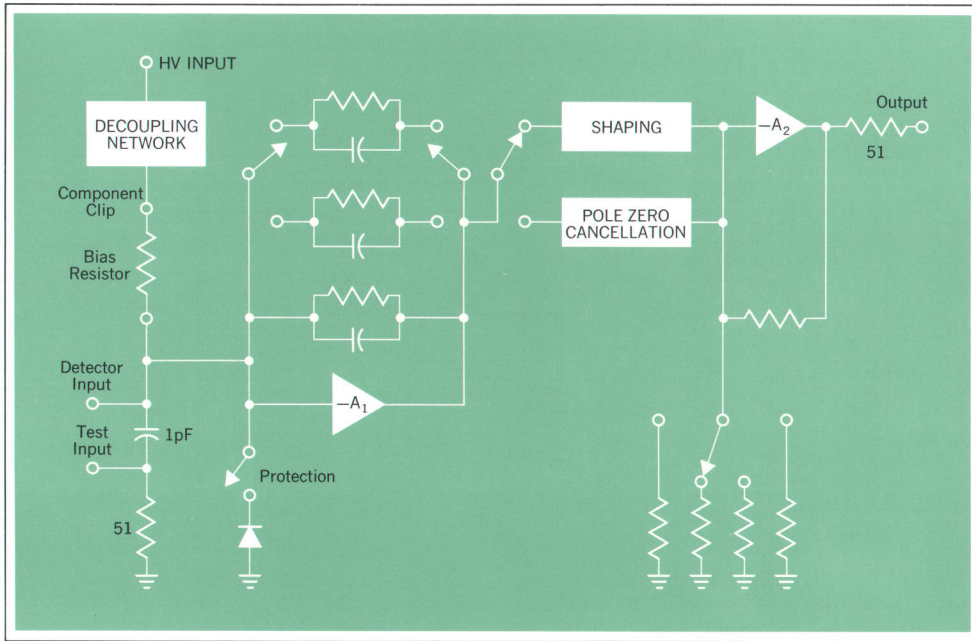 HV INPUT
DECOUPLING
NETWORK
Component
Clip
Bias
Resistor
Detector
Input
Test
Input
1pF
51
Protection
−A₁
SHAPING
POLE ZERO
CANCELLATION
−A₂
Output
51